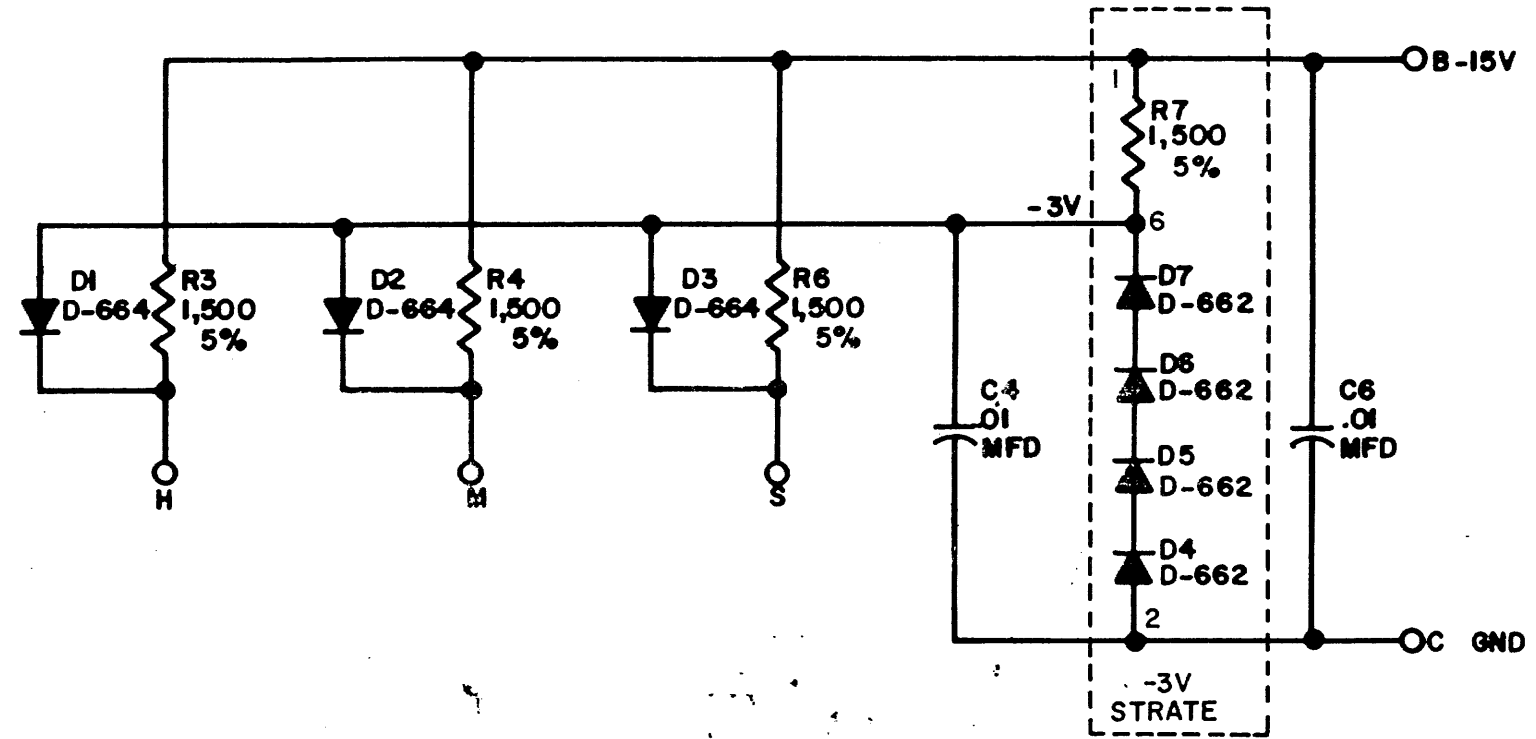 B -15V
1
R7
1,500
5%
-3V
6
D1
D-664
R3
1,500
5%
D2
D-664
R4
1,500
5%
D3
D-664
R6
1,500
5%
D7
D-662
D6
D-662
C4
.01
MFD
C6
.01
MFD
D5
D-662
H
M
S
D4
D-662
2
C GND
-3V
STRATE